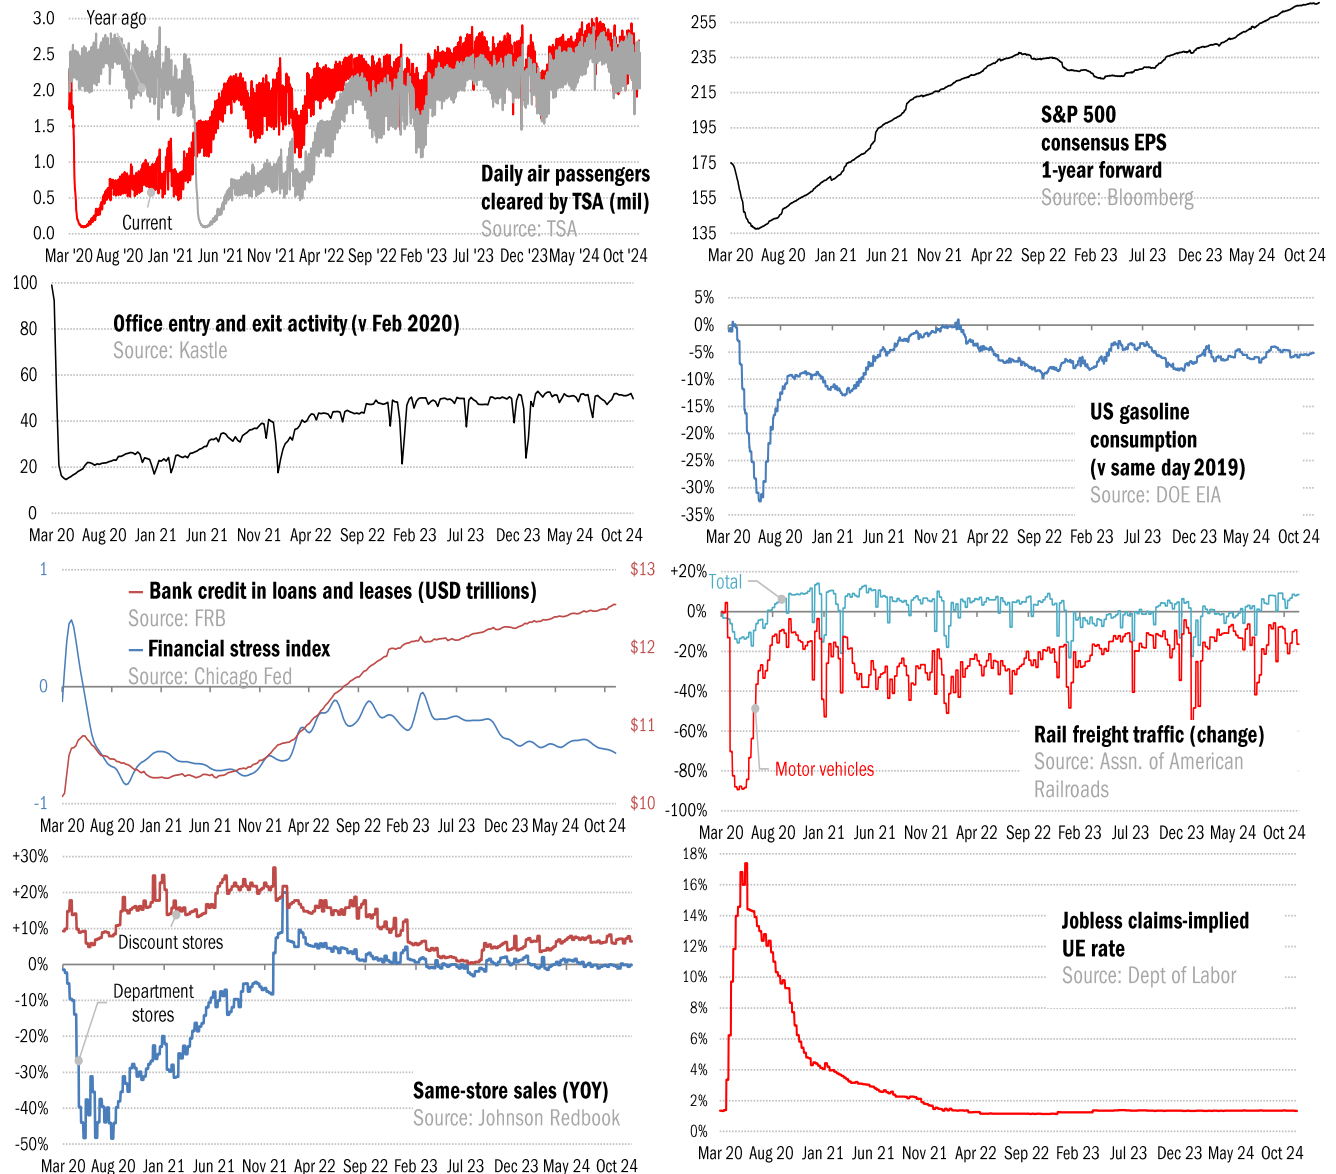 3.0
2.5
2.0
1.5
1.0
0.5
0.0
Year ago
Current
Daily air passengers
cleared by TSA (mil)
Source: TSA
Mar '20 Aug '20 Jan '21 Jun '21 Nov '21 Apr '22 Sep '22 Feb '23 Jul '23 Dec '23 May '24 Oct '24
255
235
215
195
175
155
135
S&P 500
consensus EPS
1-year forward
Source: Bloomberg
Mar 20 Aug 20 Jan 21 Jun 21 Nov 21 Apr 22 Sep 22 Feb 23 Jul 23 Dec 23 May 24 Oct 24
100
80
60
40
20
0
Office entry and exit activity (v Feb 2020)
Source: Kastle
Mar 20 Aug 20 Jan 21 Jun 21 Nov 21 Apr 22 Sep 22 Feb 23 Jul 23 Dec 23 May 24 Oct 24
5%
0%
-5%
-10%
-15%
-20%
-25%
-30%
-35%
US gasoline
consumption
(v same day 2019)
Source: DOE EIA
Mar 20 Aug 20 Jan 21 Jun 21 Nov 21 Apr 22 Sep 22 Feb 23 Jul 23 Dec 23 May 24 Oct 24
1
0
-1
Bank credit in loans and leases (USD trillions)
Source: FRB
Financial stress index
Source: Chicago Fed
$13
$12
$11
$10
Mar 20 Aug 20 Jan 21 Jun 21 Nov 21 Apr 22 Sep 22 Feb 23 Jul 23 Dec 23 May 24 Oct 24
+20%
0%
-20%
-40%
-60%
-80%
-100%
Total
Motor vehicles
Rail freight traffic (change)
Source: Assn. of American
Railroads
Mar 20 Aug 20 Jan 21 Jun 21 Nov 21 Apr 22 Sep 22 Feb 23 Jul 23 Dec 23 May 24 Oct 24
+30%
+20%
+10%
0%
-10%
-20%
-30%
-40%
-50%
Discount stores
Department
stores
Same-store sales (YOY)
Source: Johnson Redbook
Mar 20 Aug 20 Jan 21 Jun 21 Nov 21 Apr 22 Sep 22 Feb 23 Jul 23 Dec 23 May 24 Oct 24
18%
16%
14%
12%
10%
8%
6%
4%
2%
0%
Jobless claims-implied
UE rate
Source: Dept of Labor
Mar 20 Aug 20 Jan 21 Jun 21 Nov 21 Apr 22 Sep 22 Feb 23 Jul 23 Dec 23 May 24 Oct 24